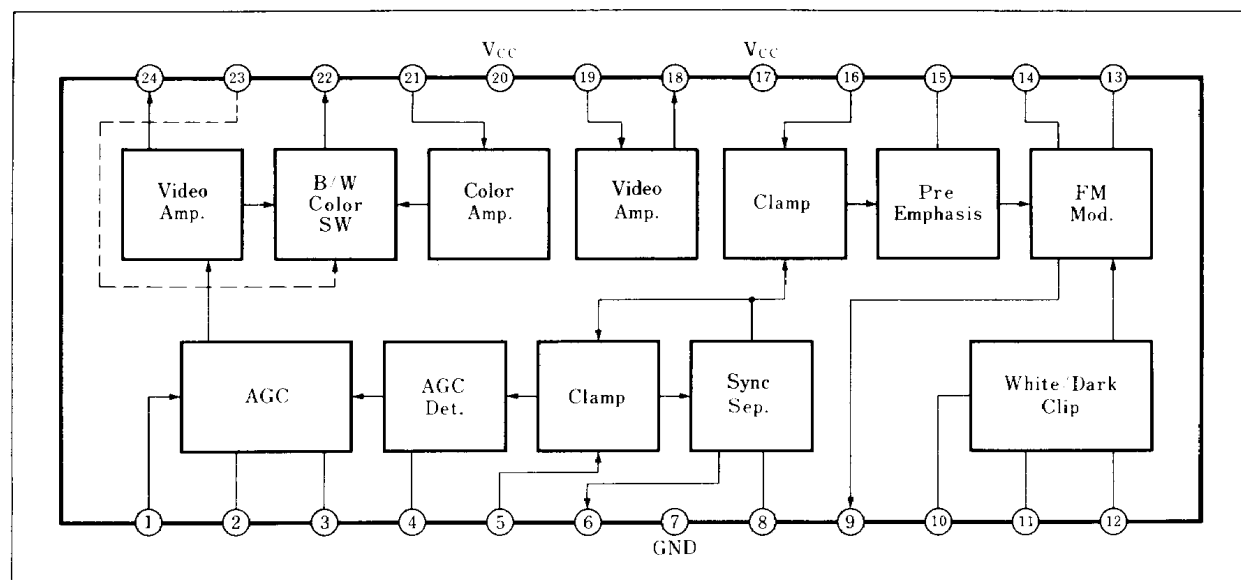 Vcc Vcc
24 23 22 21 20 19 18 17 16 15 14 13
Video
Amp.
B/W
Color
SW
Color
Amp.
Video
Amp.
Clamp
Pre
Emphasis
FM
Mod.
AGC
AGC
Det.
Clamp
Sync
Sep.
White/Dark
Clip
1 2 3 4 5 6 7 8 9 10 11 12
GND